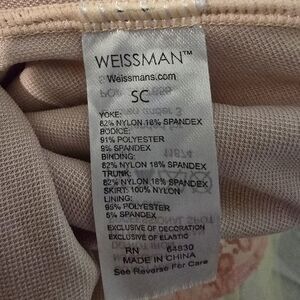 WEISSMAN™
Weissmans.com
SC
YOKE:
82% NYLON 18% SPANDEX
BODICE:
91% POLYESTER
9% SPANDEX
BINDING:
82% NYLON 18% SPANDEX
TRUNK:
82% NYLON 18% SPANDEX
SKIRT: 100% NYLON
LINING:
95% POLYESTER
5% SPANDEX
EXCLUSIVE OF DECORATION
EXCLUSIVE OF ELASTIC
RN 64830
MADE IN CHINA
See Reverse For Care